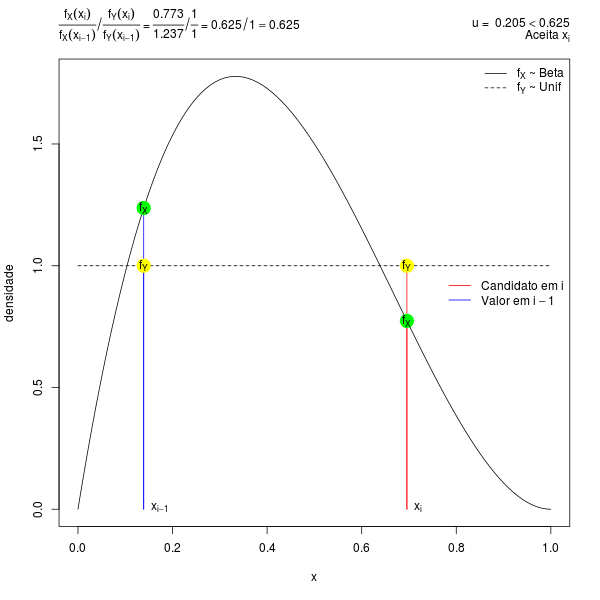 fX(xi) / fY(xi) = 0.773 / 1 = 0.625 / 1 = 0.625
fX(xi−1) fY(xi−1) 1.237 1
u = 0.205 < 0.625
Aceita xi
fX ~ Beta
fY ~ Unif
1.5
1.0
0.5
0.0
densidade
fX
fY
fY
fX
Candidato em i
Valor em i − 1
xi−1
xi
0.0 0.2 0.4 0.6 0.8 1.0
x